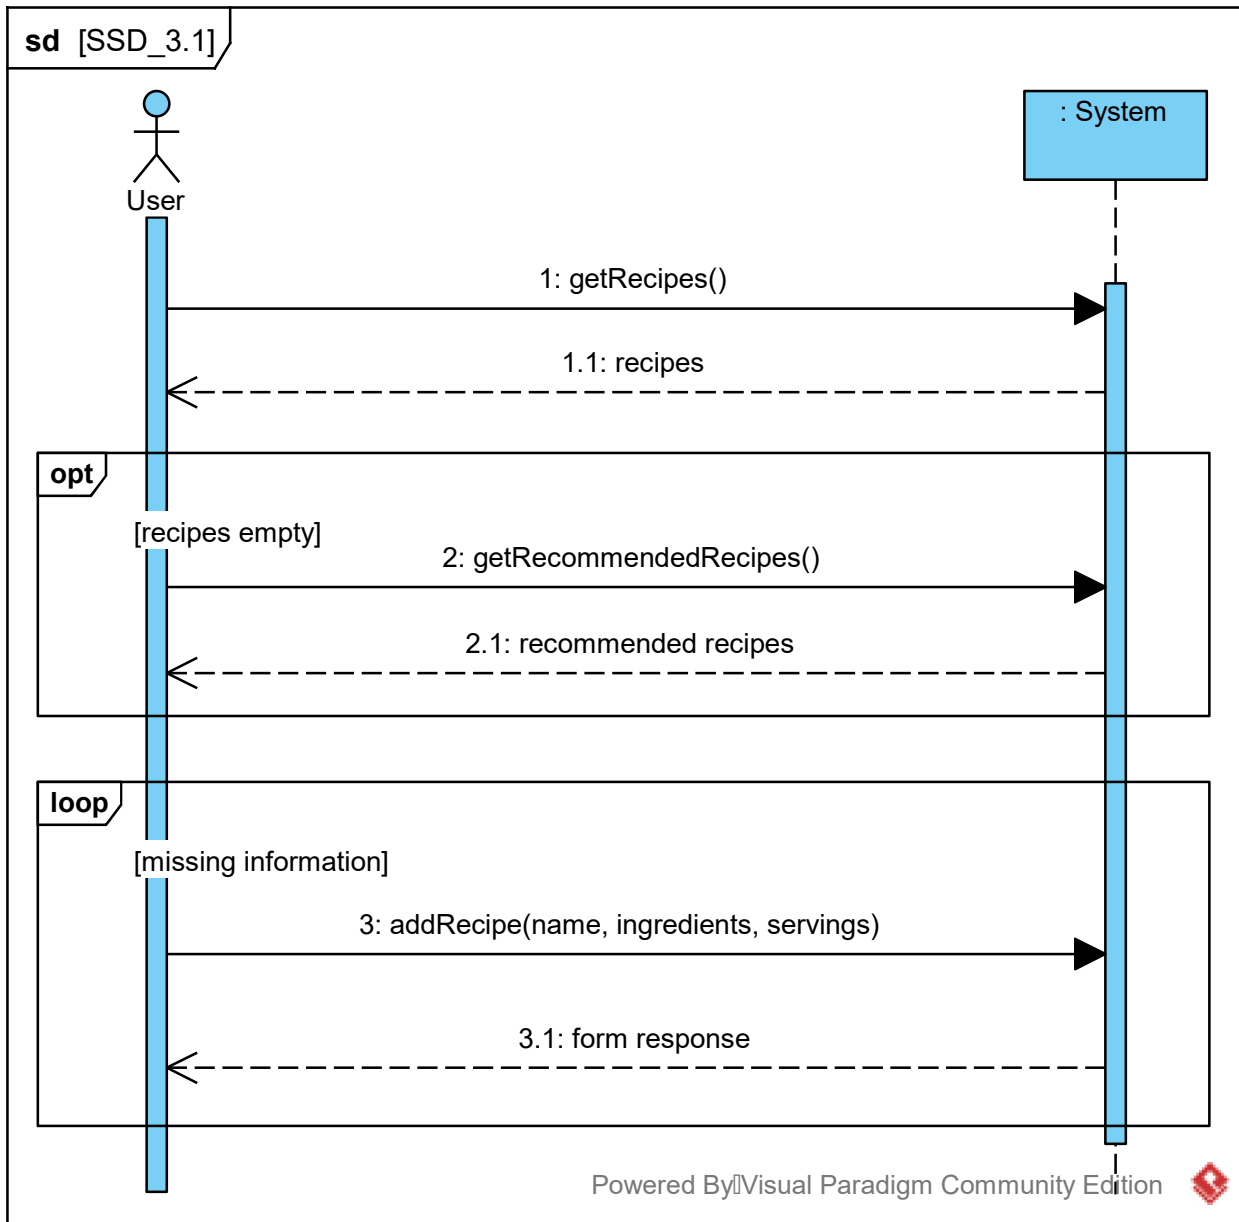 sd [SSD_3.1]
User
: System
1: getRecipes()
1.1: recipes
opt
[recipes empty]
2: getRecommendedRecipes()
2.1: recommended recipes
loop
[missing information]
3: addRecipe(name, ingredients, servings)
3.1: form response
Powered By Visual Paradigm Community Edition